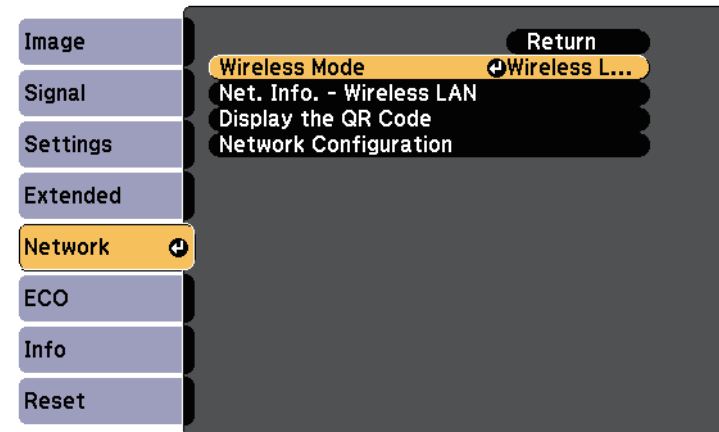 Image
Signal
Settings
Extended
Network
ECO
Info
Reset
Return
Wireless Mode Wireless L...
Net. Info. - Wireless LAN
Display the QR Code
Network Configuration